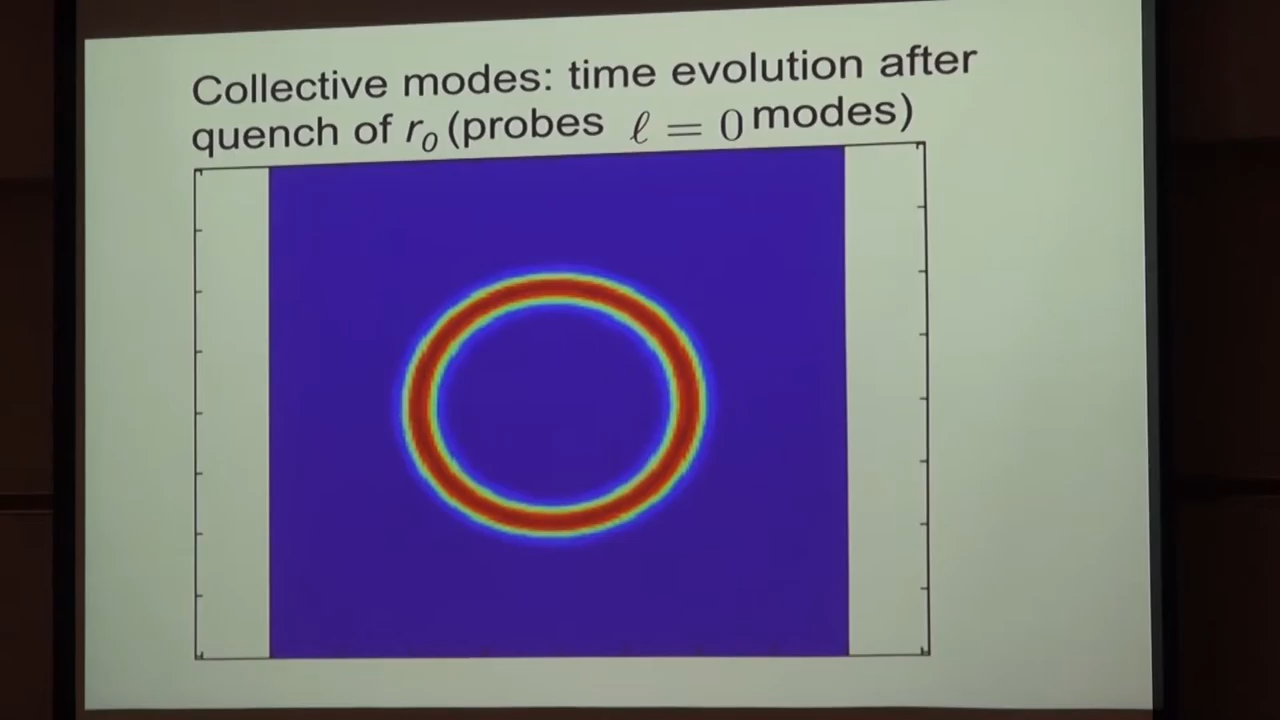 Collective modes: time evolution after
quench of r₀ (probes ℓ = 0 modes)